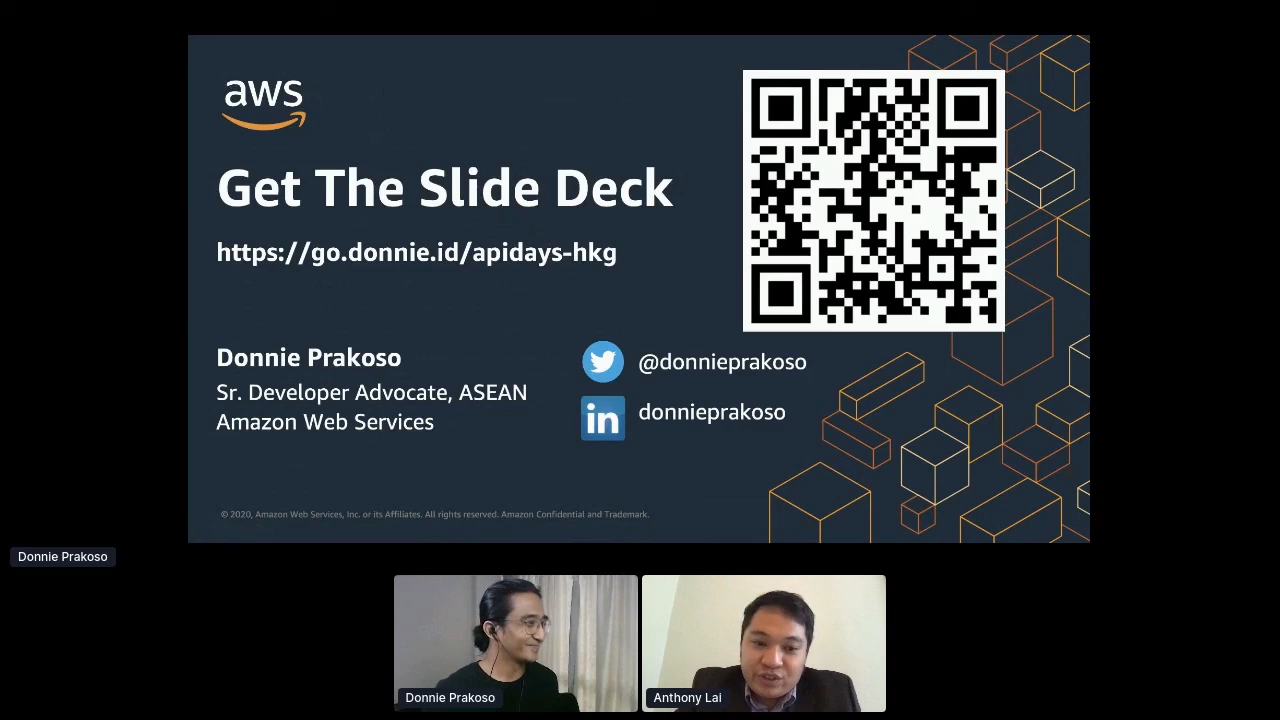 aws
Get The Slide Deck
https://go.donnie.id/apidays-hkg
Donnie Prakoso
Sr. Developer Advocate, ASEAN
Amazon Web Services
@donnieprakoso
in
donnieprakoso
© 2020, Amazon Web Services, Inc. or its Affiliates. All rights reserved. Amazon Confidential and Trademark.
Donnie Prakoso
Donnie Prakoso
Anthony Lai